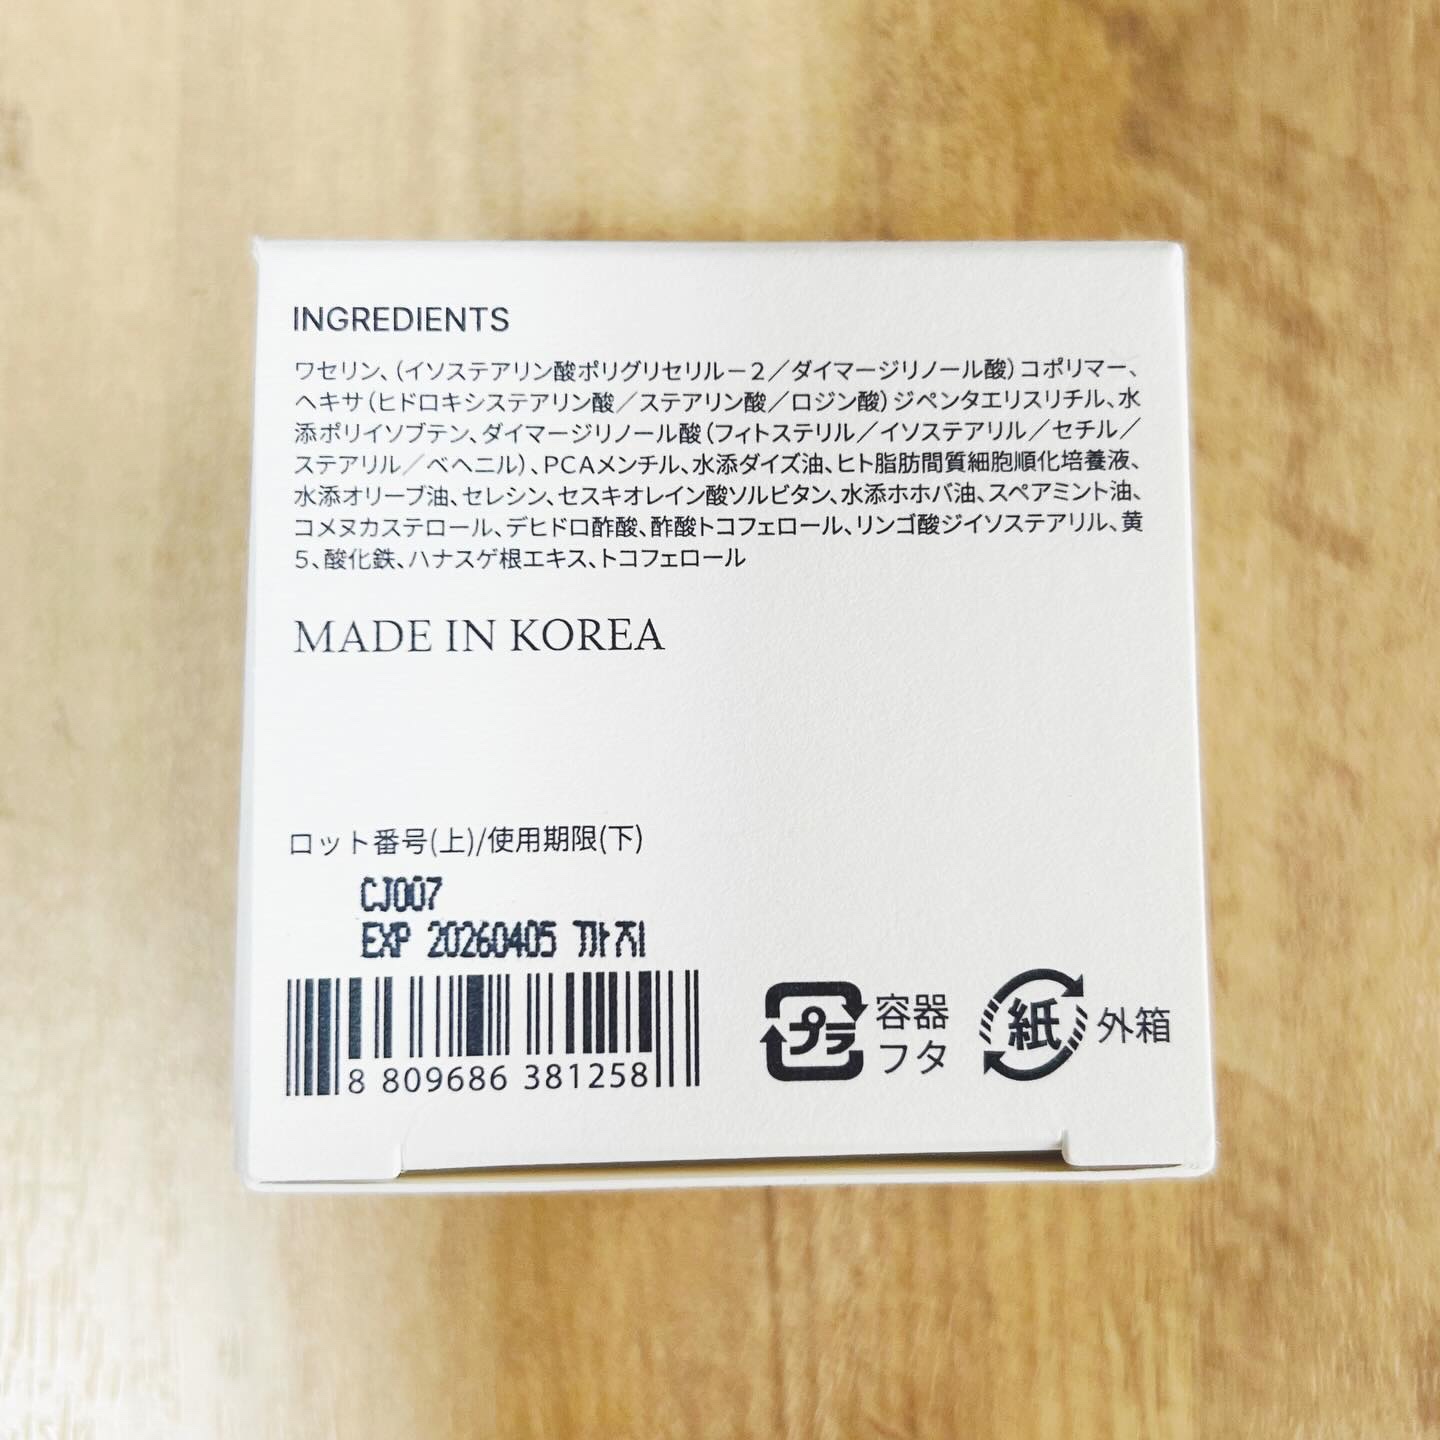 INGREDIENTS
ワセリン、（イソステアリン酸ポリグリセリル－２／ダイマージリノール酸）コポリマー、
ヘキサ（ヒドロキシステアリン酸／ステアリン酸／ロジン酸）ジペンタエリスリチル、水
添ポリイソブテン、ダイマージリノール酸（フィトステリル／イソステアリル／セチル／
ステアリル／ベヘニル）、ＰＣＡメンチル、水添ダイズ油、ヒト脂肪間質細胞順化培養液、
水添オリーブ油、セレシン、セスキオレイン酸ソルビタン、水添ホホバ油、スペアミント油、
コメヌカステロール、デヒドロ酢酸、酢酸トコフェロール、リンゴ酸ジイソステアリル、黄
５、酸化鉄、ハナスゲ根エキス、トコフェロール
MADE IN KOREA
ロット番号(上)/使用期限(下)
CJ007
EXP 20260405 까지
8 809686 381258
プラ
容器
フタ
紙
外箱